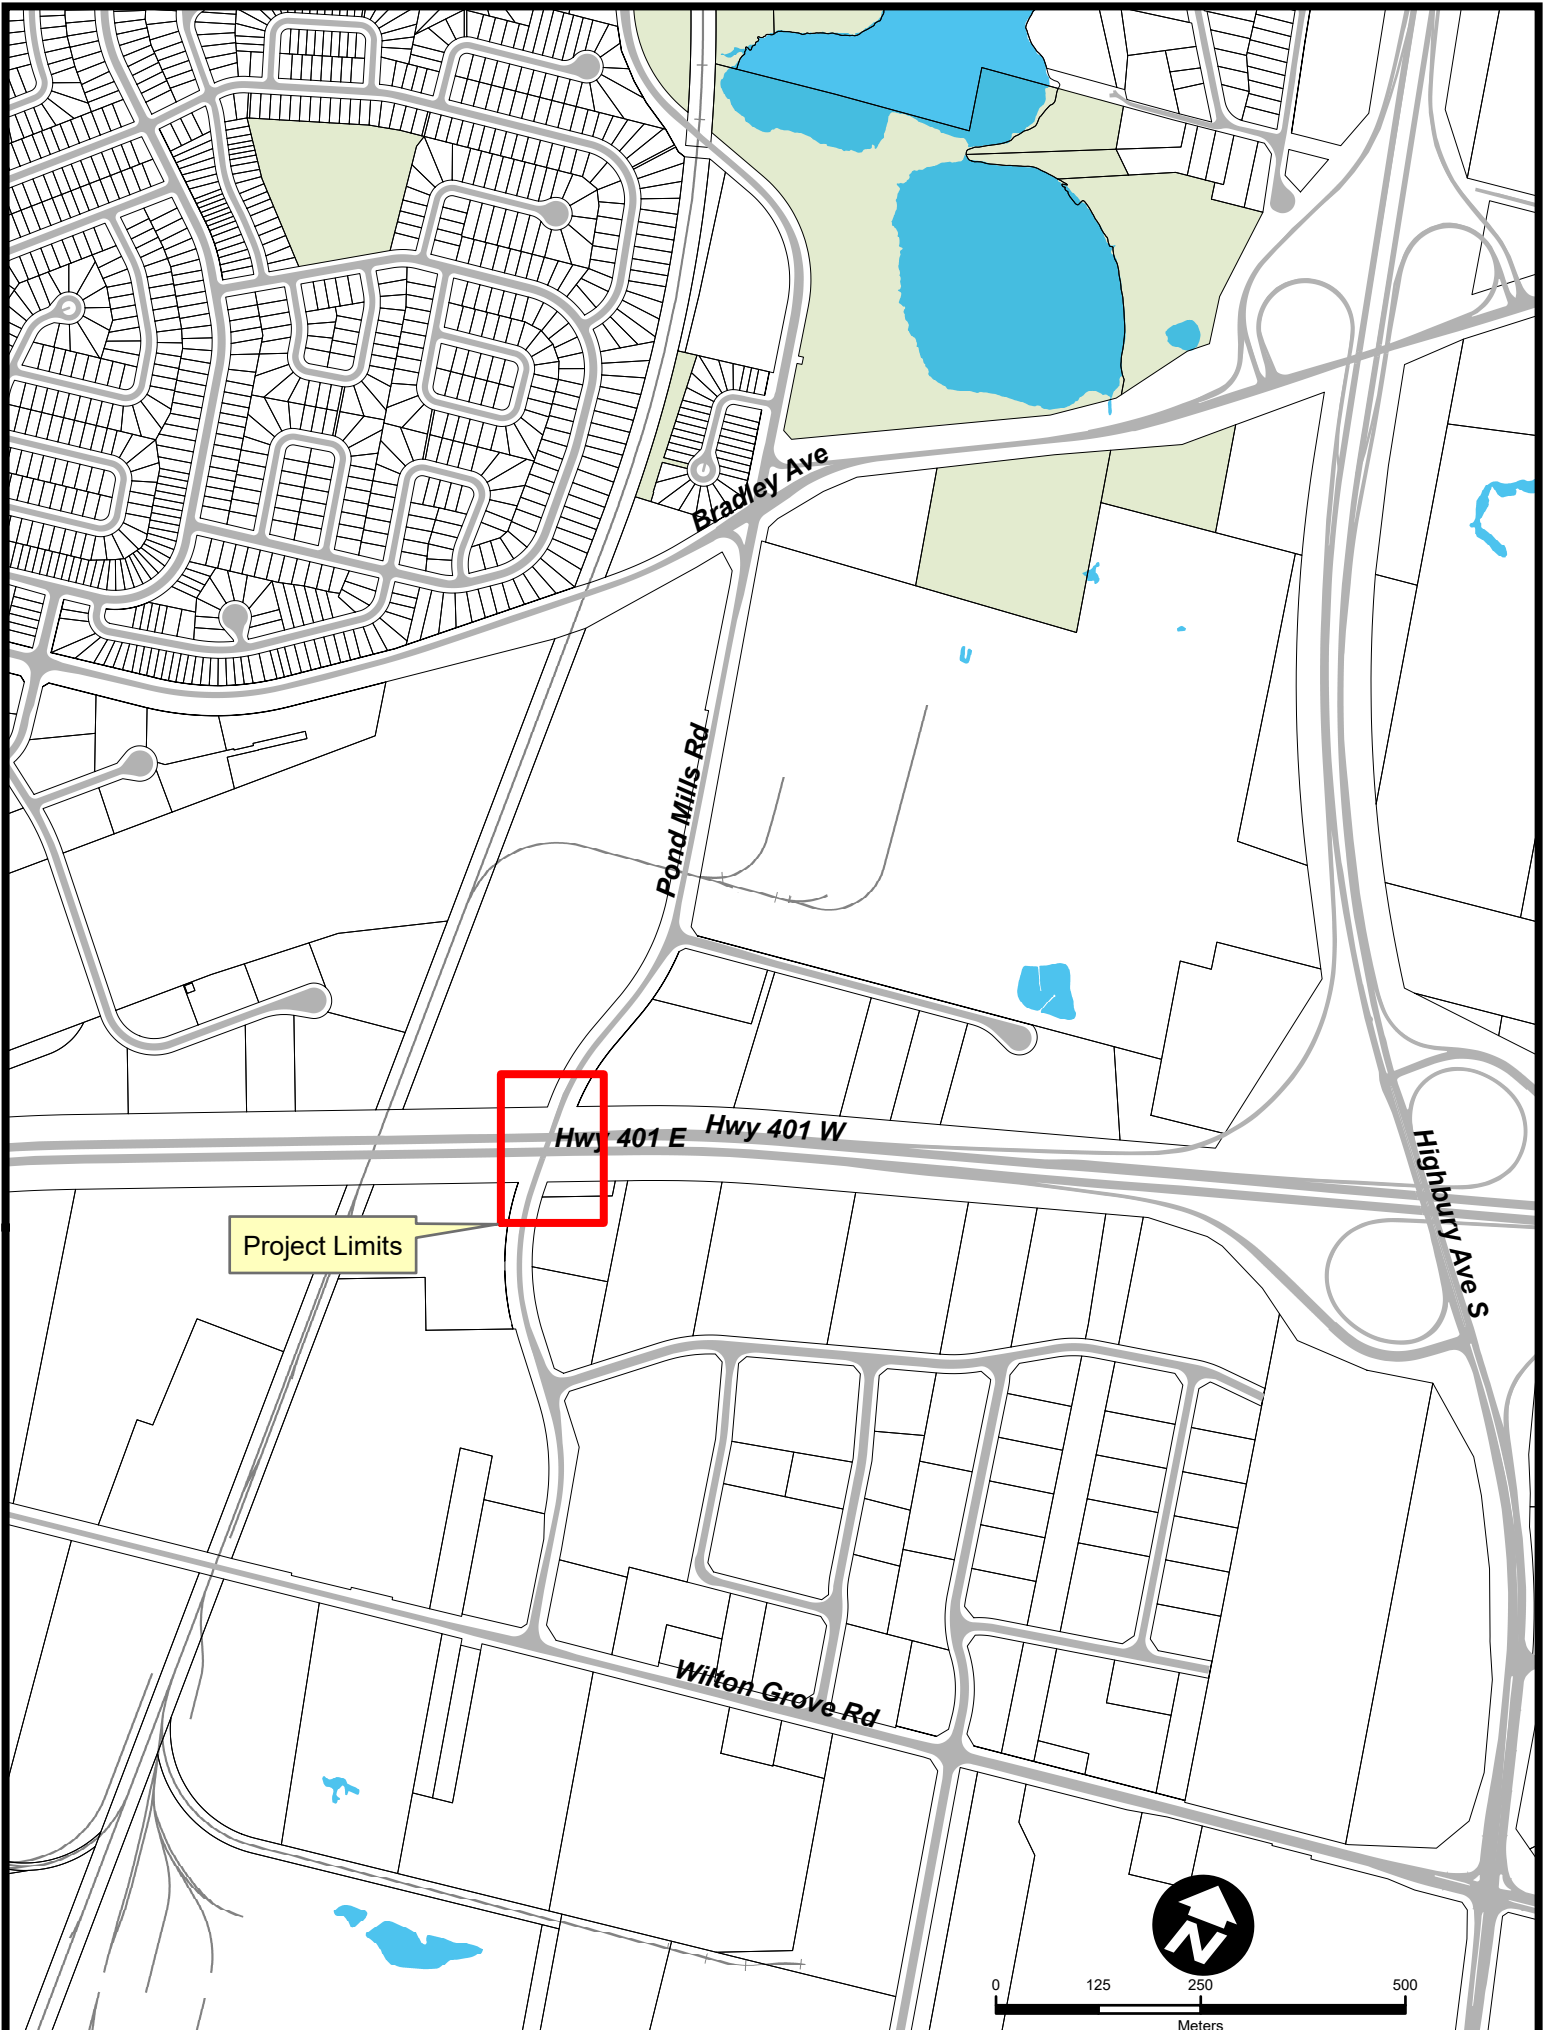 Bradley Ave
Pond Mills Rd
Hwy 401 E
Hwy 401 W
Highbury Ave S
Project Limits
Wilton Grove Rd
N
0 125 250 500
Meters